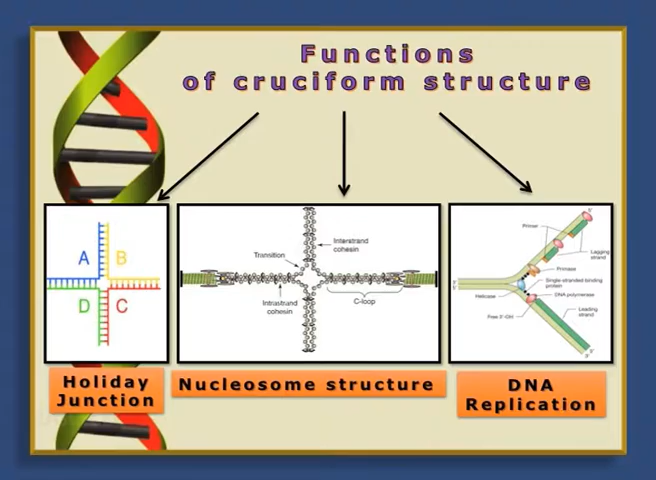 Functions
of cruciform structure
A
B
D
C
Interstrand
cohesin
Transition
Intrastrand
cohesin
C-loop
Primer
Lagging
strand
Primase
Single-stranded-binding
protein
DNA polymerase
Helicase
Free 3'-OH
Leading
strand
Holiday
Junction
Nucleosome structure
DNA
Replication